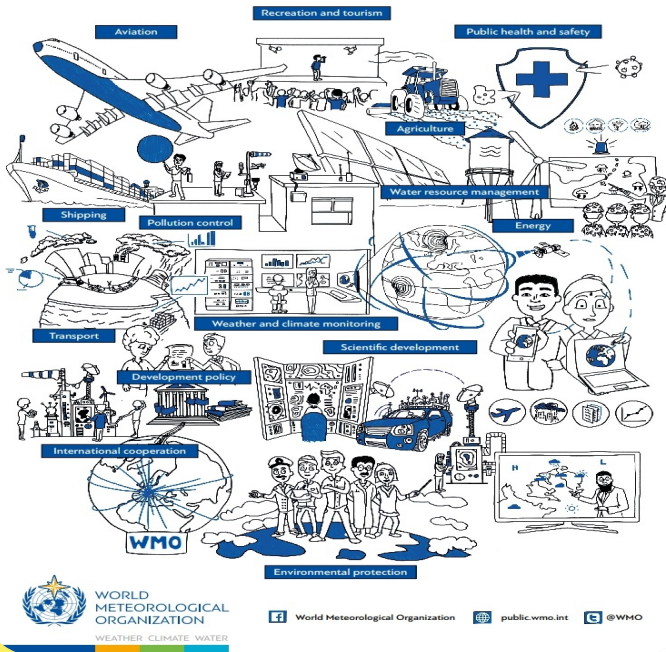 Recreation and tourism
Aviation
Public health and safety
Agriculture
Water resource management
Shipping
Pollution control
Energy
Weather and climate monitoring
Transport
Scientific development
Development policy
International cooperation
H
L
WMO
Environmental protection
WORLD
METEOROLOGICAL
ORGANIZATION
WEATHER CLIMATE WATER
f World Meteorological Organization
public.wmo.int
t @WMO